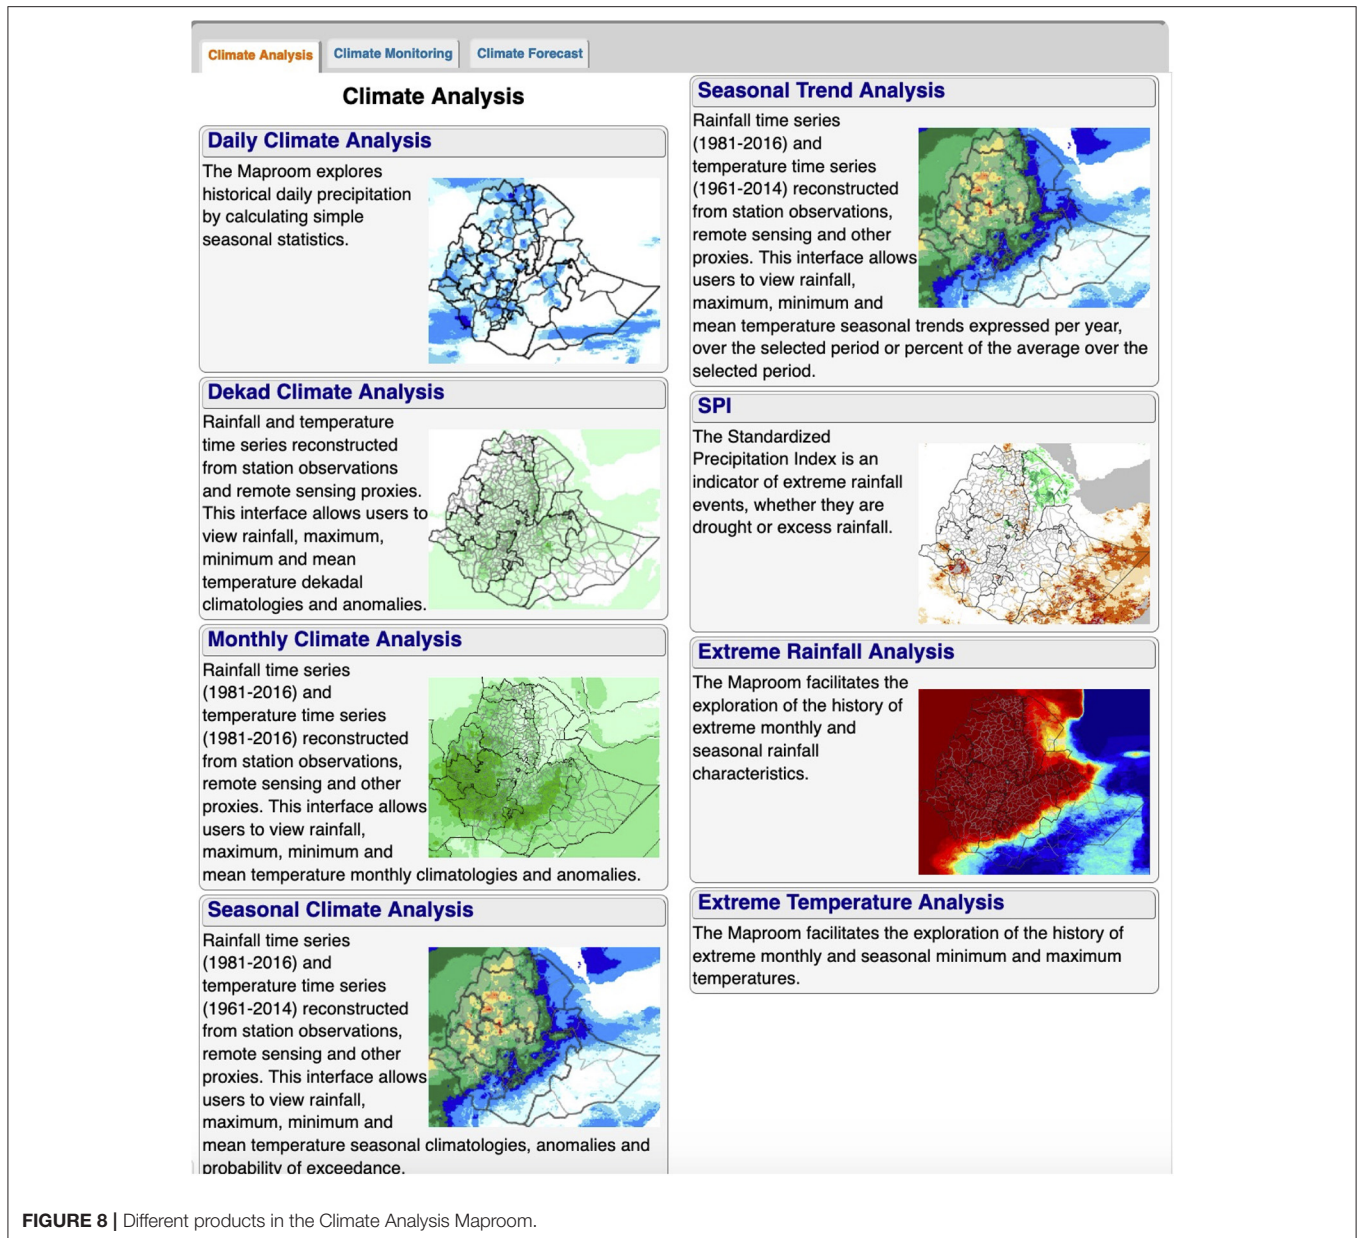 Climate Analysis
Climate Monitoring
Climate Forecast
Climate Analysis
Daily Climate Analysis
The Maproom explores
historical daily precipitation
by calculating simple
seasonal statistics.
Dekad Climate Analysis
Rainfall and temperature
time series reconstructed
from station observations
and remote sensing proxies.
This interface allows users to
view rainfall, maximum,
minimum and mean
temperature dekadal
climatologies and anomalies.
Monthly Climate Analysis
Rainfall time series
(1981-2016) and
temperature time series
(1981-2016) reconstructed
from station observations,
remote sensing and other
proxies. This interface allows
users to view rainfall,
maximum, minimum and
mean temperature monthly climatologies and anomalies.
Seasonal Climate Analysis
Rainfall time series
(1981-2016) and
temperature time series
(1961-2014) reconstructed
from station observations,
remote sensing and other
proxies. This interface allows
users to view rainfall,
maximum, minimum and
mean temperature seasonal climatologies, anomalies and
probability of exceedance.
Seasonal Trend Analysis
Rainfall time series
(1981-2016) and
temperature time series
(1961-2014) reconstructed
from station observations,
remote sensing and other
proxies. This interface allows
users to view rainfall,
maximum, minimum and
mean temperature seasonal trends expressed per year,
over the selected period or percent of the average over the
selected period.
SPI
The Standardized
Precipitation Index is an
indicator of extreme rainfall
events, whether they are
drought or excess rainfall.
Extreme Rainfall Analysis
The Maproom facilitates the
exploration of the history of
extreme monthly and
seasonal rainfall
characteristics.
Extreme Temperature Analysis
The Maproom facilitates the exploration of the history of
extreme monthly and seasonal minimum and maximum
temperatures.
FIGURE 8 | Different products in the Climate Analysis Maproom.